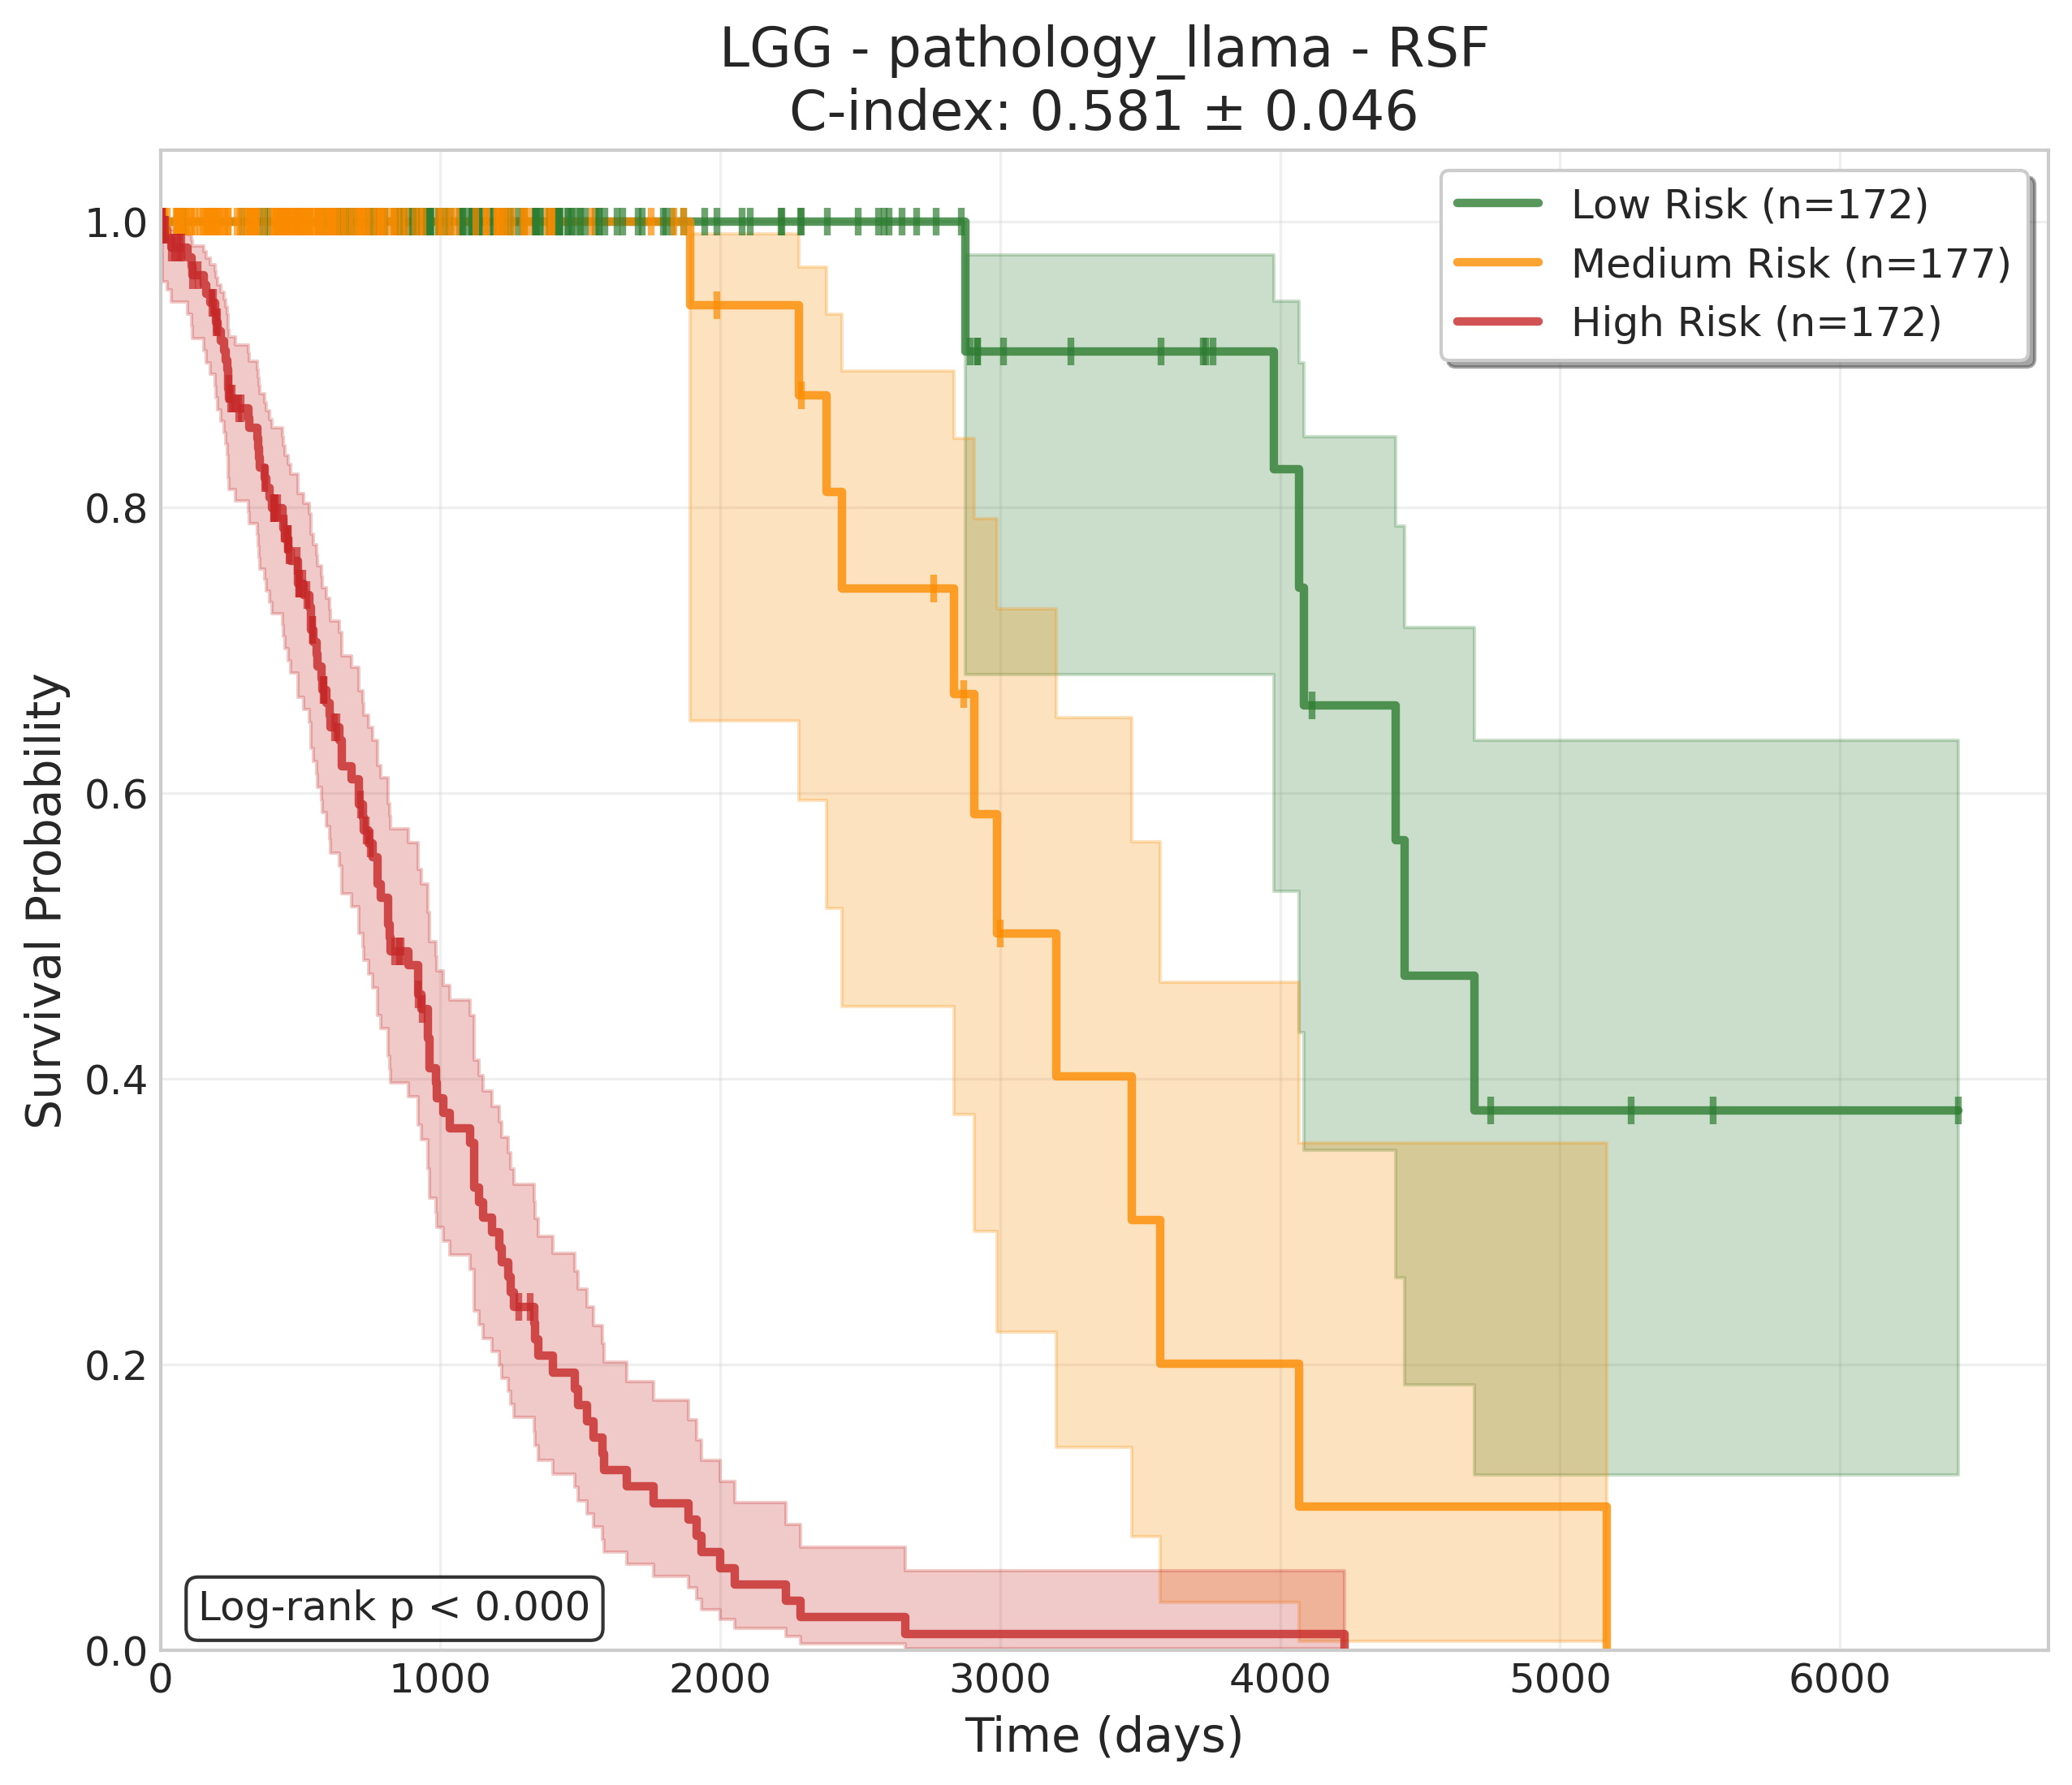 LGG - pathology_llama - RSF
C-index: 0.581 ± 0.046
Low Risk (n=172)
Medium Risk (n=177)
High Risk (n=172)
Survival Probability
1.0
0.8
0.6
0.4
0.2
0.0
Log-rank p < 0.000
0 1000 2000 3000 4000 5000 6000
Time (days)